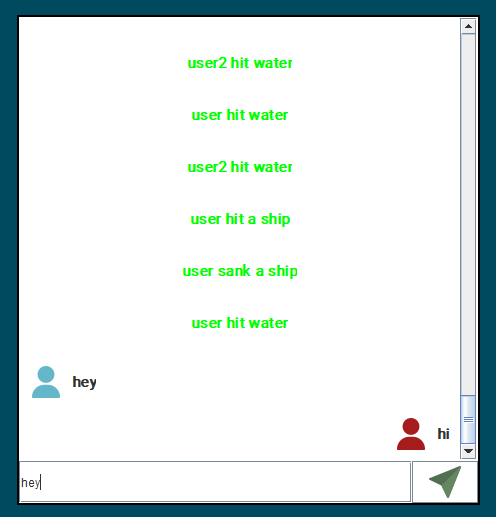 user2 hit water
user hit water
user2 hit water
user hit a ship
user sank a ship
user hit water
hey
hi
hey